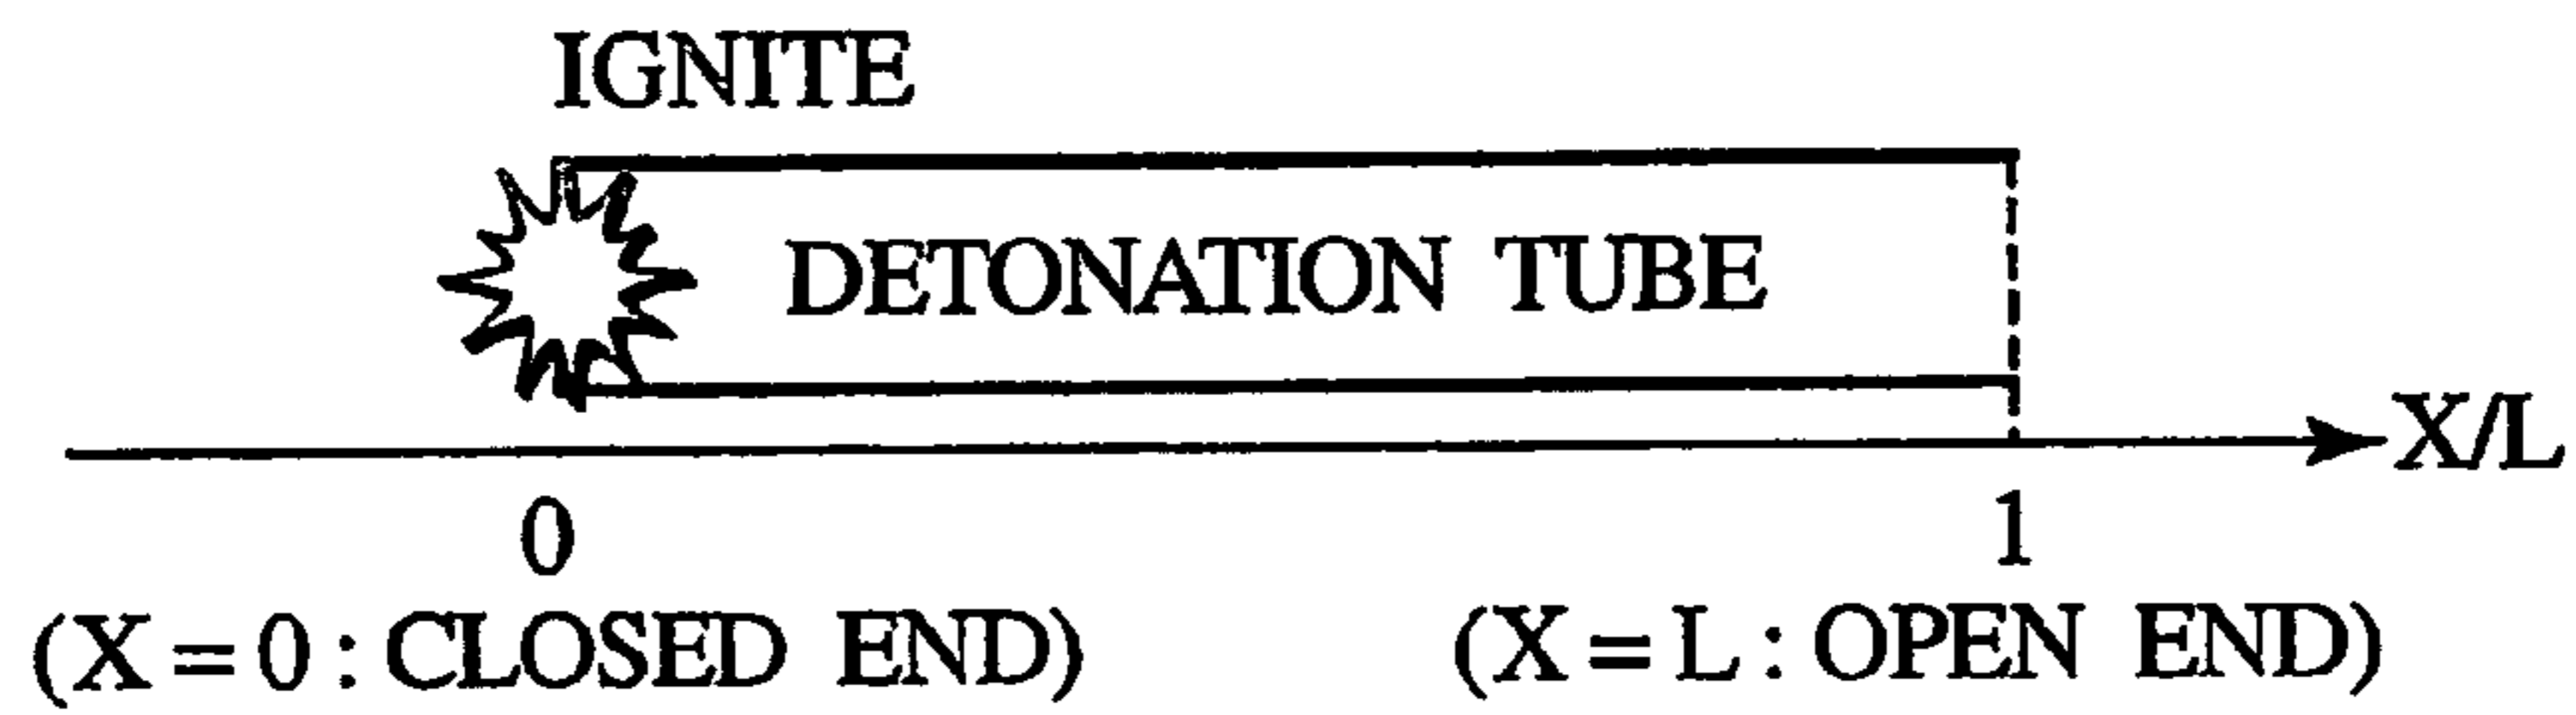 IGNITE
DETONATION TUBE
X/L
0 1
(X = 0 : CLOSED END) (X = L : OPEN END)